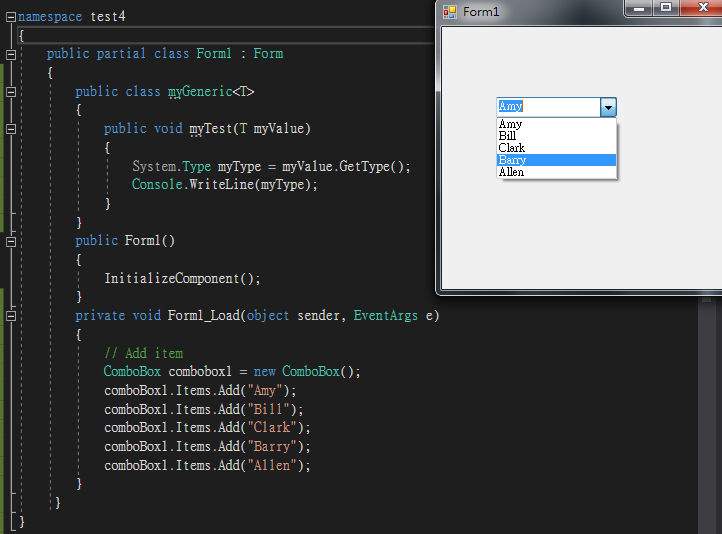 namespace test4
{
public partial class Form1 : Form
{
public class myGeneric<T>
{
public void myTest(T myValue)
{
System.Type myType = myValue.GetType();
Console.WriteLine(myType);
}
}
public Form1()
{
InitializeComponent();
}
private void Form1_Load(object sender, EventArgs e)
{
// Add item
ComboBox combobox1 = new ComboBox();
comboBox1.Items.Add("Amy");
comboBox1.Items.Add("Bill");
comboBox1.Items.Add("Clark");
comboBox1.Items.Add("Barry");
comboBox1.Items.Add("Allen");
}
}
}
Form1
Amy
Amy
Bill
Clark
Barry
Allen